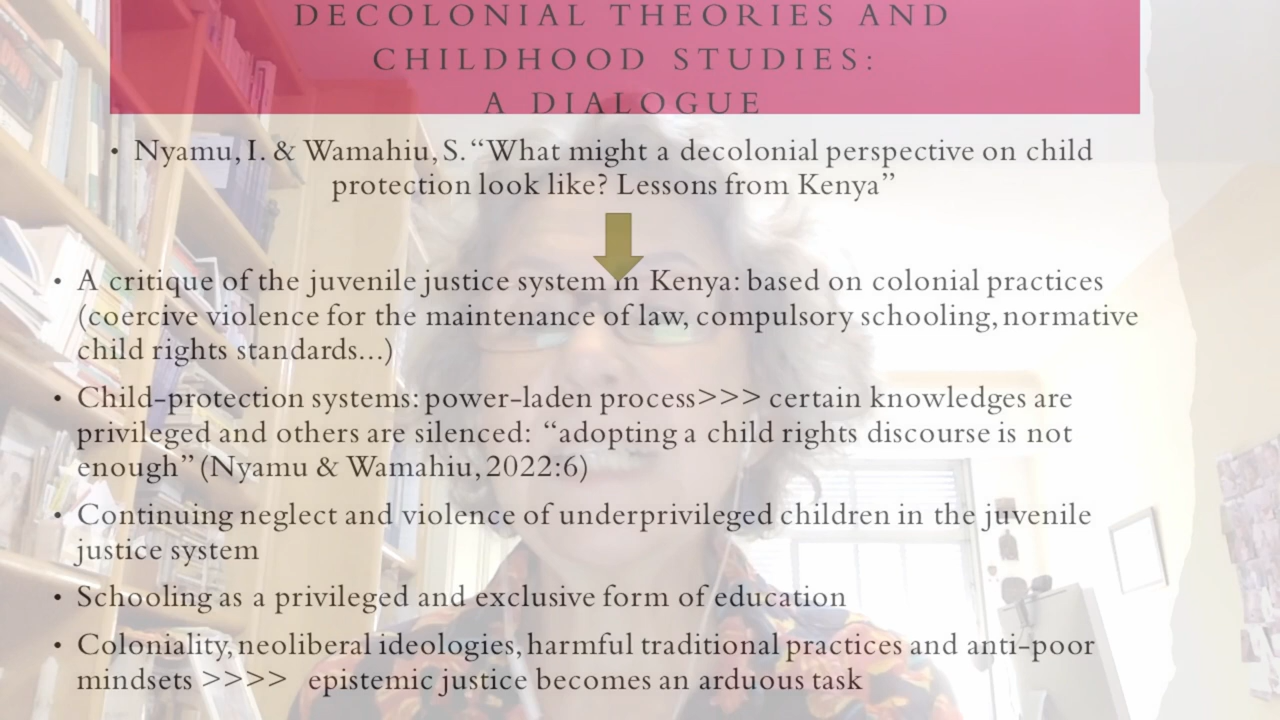 DECOLONIAL THEORIES AND
CHILDHOOD STUDIES:
A DIALOGUE
• Nyamu, I. & Wamahiu, S. “What might a decolonial perspective on child
protection look like? Lessons from Kenya”
• A critique of the juvenile justice system in Kenya: based on colonial practices
(coercive violence for the maintenance of law, compulsory schooling, normative
child rights standards...)
• Child-protection systems: power-laden process>>> certain knowledges are
privileged and others are silenced: “adopting a child rights discourse is not
enough” (Nyamu & Wamahiu, 2022:6)
• Continuing neglect and violence of underprivileged children in the juvenile
justice system
• Schooling as a privileged and exclusive form of education
• Coloniality, neoliberal ideologies, harmful traditional practices and anti-poor
mindsets >>>> epistemic justice becomes an arduous task